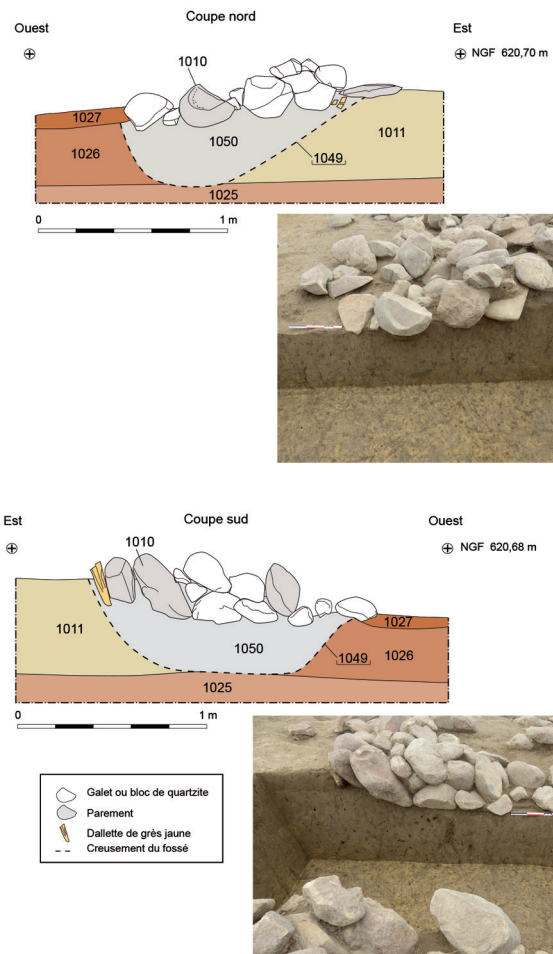 Coupe nord
Ouest
Est
NGF 620,70 m
1010
1027
1050
1011
1026
1049
1025
0
1 m
Est
Coupe sud
Ouest
1010
NGF 620,68 m
1011
1027
1050
1049
1026
1025
0
1 m
Galet ou bloc de quartzite
Parement
Dallette de grès jaune
Creusement du fossé